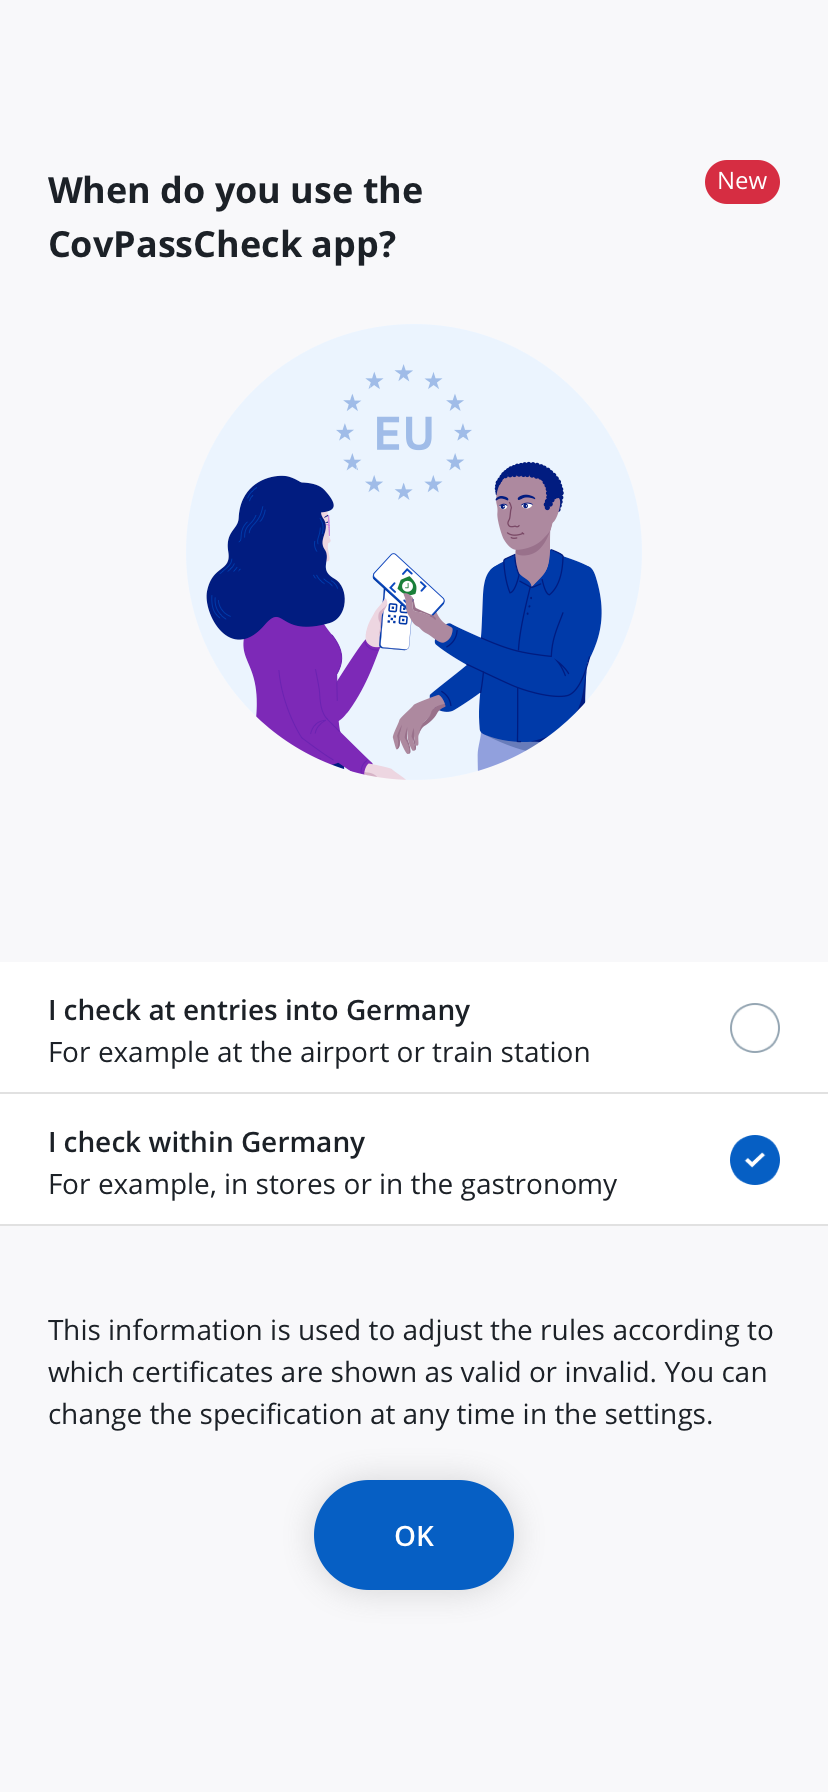 When do you use the
CovPassCheck app?
New
EU
I check at entries into Germany
For example at the airport or train station
I check within Germany
For example, in stores or in the gastronomy
This information is used to adjust the rules according to
which certificates are shown as valid or invalid. You can
change the specification at any time in the settings.
OK